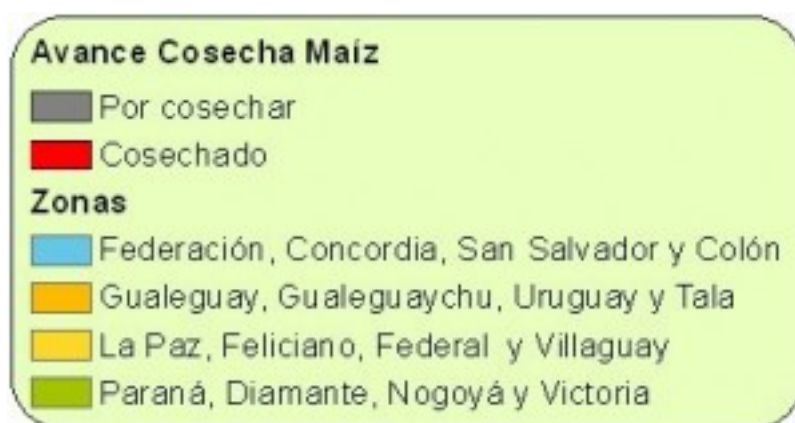 Avance Cosecha Maíz
Por cosechar
Cosechado
Zonas
Federación, Concordia, San Salvador y Colón
Gualeguay, Gualeguaychu, Uruguay y Tala
La Paz, Feliciano, Federal y Villaguay
Paraná, Diamante, Nogoyá y Victoria